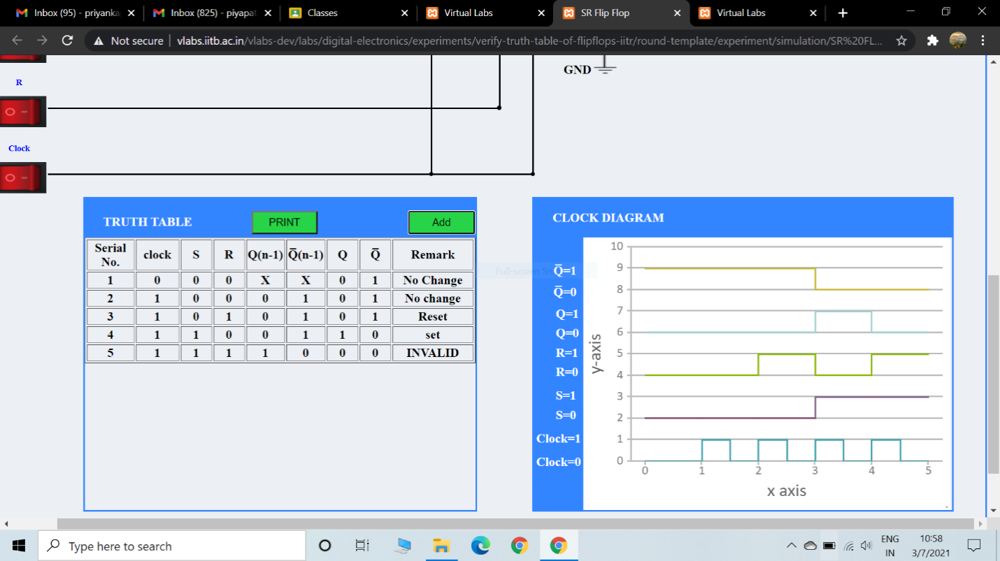 Inbox (95) - priyanka
Inbox (825) - piyapat
Classes
Virtual Labs
SR Flip Flop
Virtual Labs
Not secure
vlabs.iitb.ac.in/vlabs-dev/labs/digital-electronics/experiments/verify-truth-table-of-flipflops-iitr/round-template/experiment/simulation/SR%20FL...
GND
R
Clock
TRUTH TABLE PRINT Add
Serial No. clock S R Q(n-1) Q̅(n-1) Q Q̅ Remark
1 0 0 0 X X 0 1 No Change
2 1 0 0 0 1 0 1 No change
3 1 0 1 0 1 0 1 Reset
4 1 1 0 0 1 1 0 set
5 1 1 1 1 0 0 0 INVALID
CLOCK DIAGRAM
Full-screen
Q̅=1
Q̅=0
Q=1
Q=0
R=1
R=0
S=1
S=0
Clock=1
Clock=0
y-axis
10
9
8
7
6
5
4
3
2
1
0
0 1 2 3 4 5
x axis
Type here to search
ENG
IN
10:58
3/7/2021